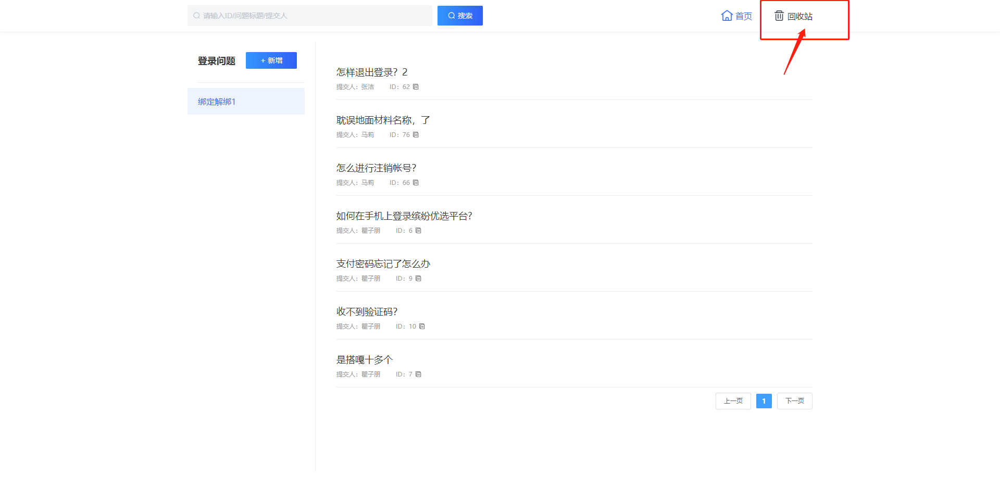 请输入ID/问题标题/提交人
搜索
首页
回收站
登录问题
+ 新增
绑定解绑1
怎样退出登录？2
提交人：张洁 ID：62
耽误地面材料名称，了
提交人：马莉 ID：76
怎么进行注销帐号？
提交人：马莉 ID：66
如何在手机上登录缤纷优选平台?
提交人：瞿子朋 ID：6
支付密码忘记了怎么办
提交人：瞿子朋 ID：9
收不到验证码？
提交人：瞿子朋 ID：10
是搭嘎十多个
提交人：瞿子朋 ID：7
上一页 1 下一页